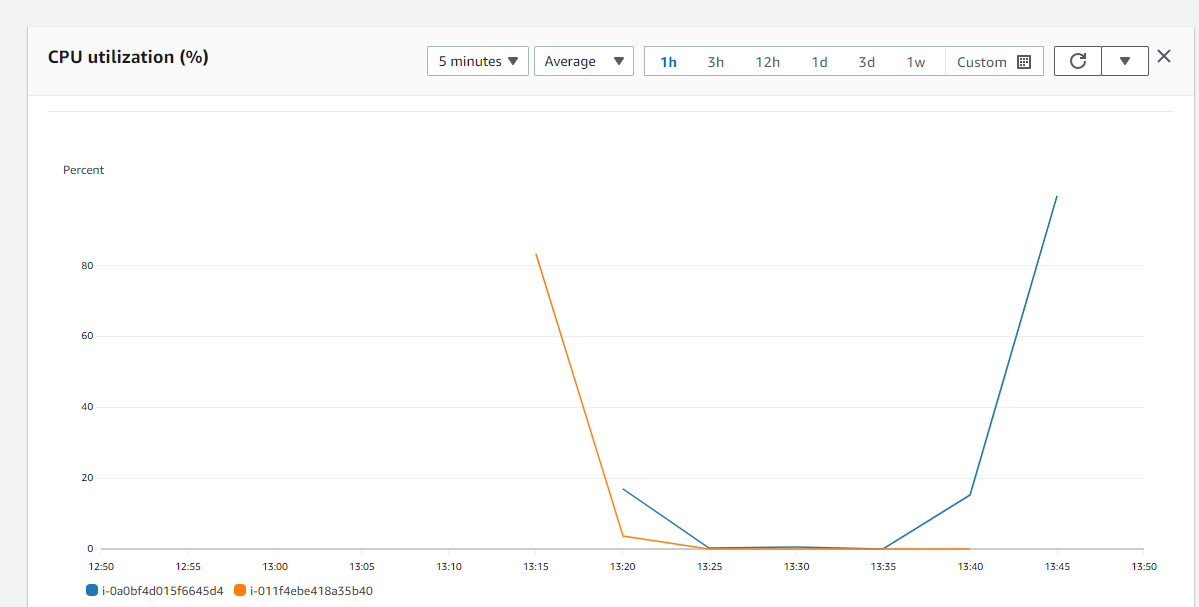 CPU utilization (%)
5 minutes
Average
1h 3h 12h 1d 3d 1w Custom
Percent
80
60
40
20
0
12:50 12:55 13:00 13:05 13:10 13:15 13:20 13:25 13:30 13:35 13:40 13:45 13:50
i-0a0bf4d015f6645d4 i-011f4ebe418a35b40